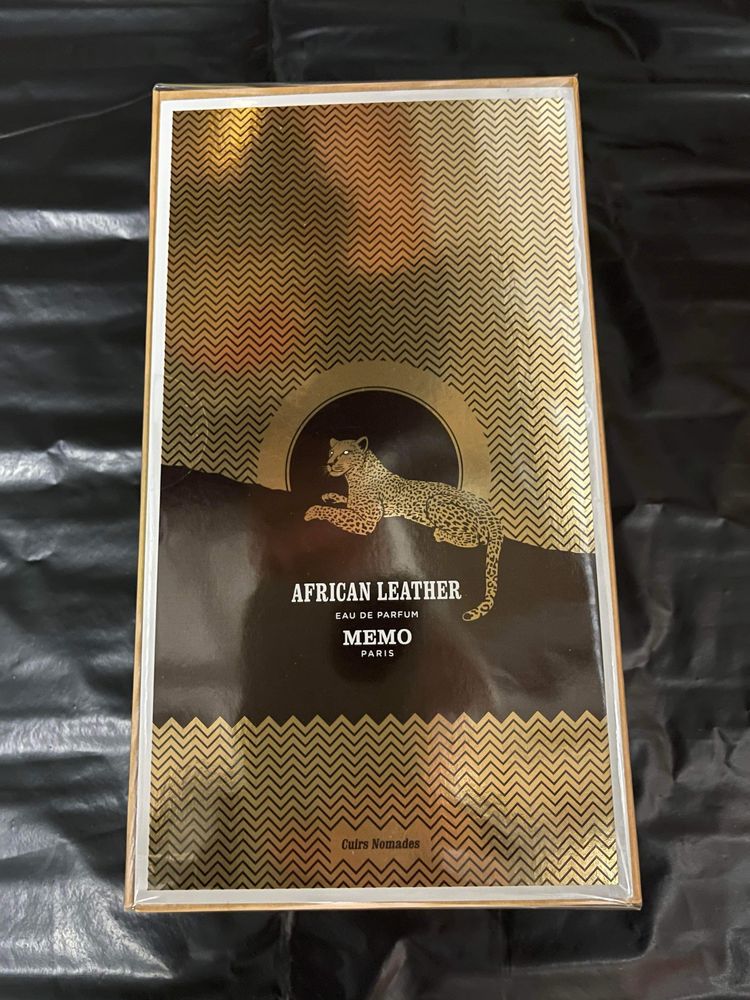 AFRICAN LEATHER
EAU DE PARFUM
MEMO
PARIS
Cuirs Nomades